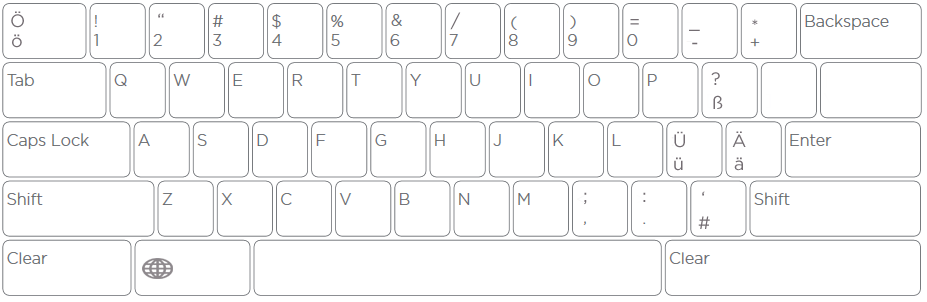 Ö ! “ # $ % & / ( ) = _ * Backspace
ö 1 2 3 4 5 6 7 8 9 0 - +
Tab Q W E R T Y U I O P ?
ß
Caps Lock A S D F G H J K L Ü Ä Enter
ü ä
Shift Z X C V B N M ; : ‘ Shift
, . #
Clear Clear